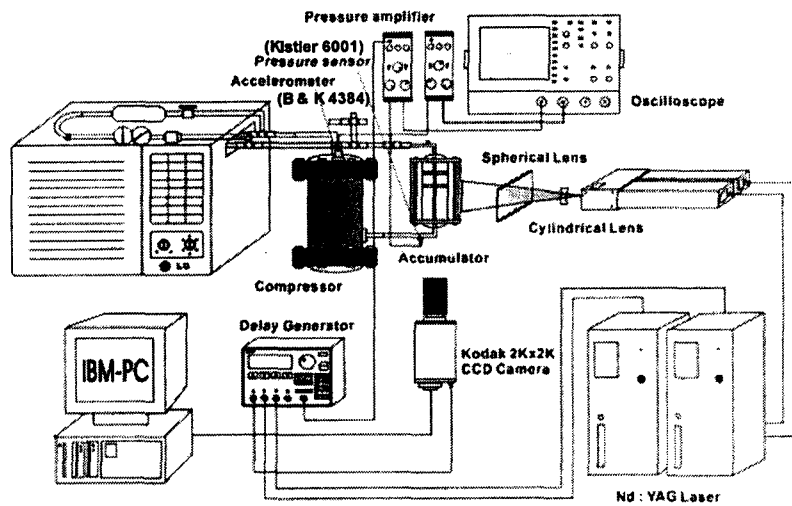 Pressure amplifier
(Kistler 6001)
Pressure sensor
Accelerometer
(B & K 4384)
Oscilloscope
Spherical Lens
Cylindrical Lens
Accumulator
LG
Compressor
Delay Generator
IBM-PC
Kodak 2Kx2K
CCD Camera
Nd : YAG Laser